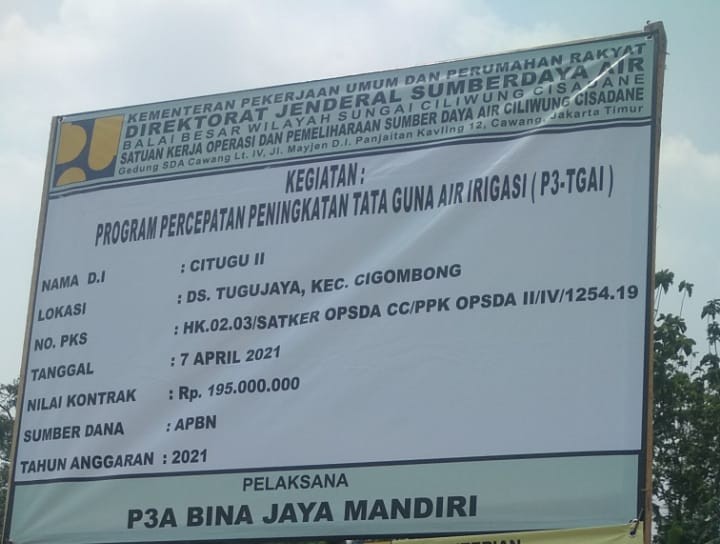 KEMENTERAN PEKERJAAN UMUM DAN PERUMAHAN RAKYAT
DIREKTORAT JENDERAL SUMBERDAYA AIR
BALAI BESAR WILAYAH SUNGAI CILIWUNG CISADANE
SATUAN KERJA OPERASI DAN PEMELIHARAAN SUMBER DAYA AIR CILIWUNG CISADANE
Gedung SDA Cawang Lt. IV, Jl. Mayjen D.I. Panjaitan Kavling 12, Cawang, Jakarta Timur
KEGIATAN :
PROGRAM PERCEPATAN PENINGKATAN TATA GUNA AIR IRIGASI ( P3-TGAI )
NAMA D.I : CITUGU II
LOKASI : DS. TUGUJAYA, KEC. CIGOMBONG
NO. PKS : HK.02.03/SATKER OPSDA CC/PPK OPSDA II/IV/1254.19
TANGGAL : 7 APRIL 2021
NILAI KONTRAK : Rp. 195.000.000
SUMBER DANA : APBN
TAHUN ANGGARAN : 2021
PELAKSANA
P3A BINA JAYA MANDIRI